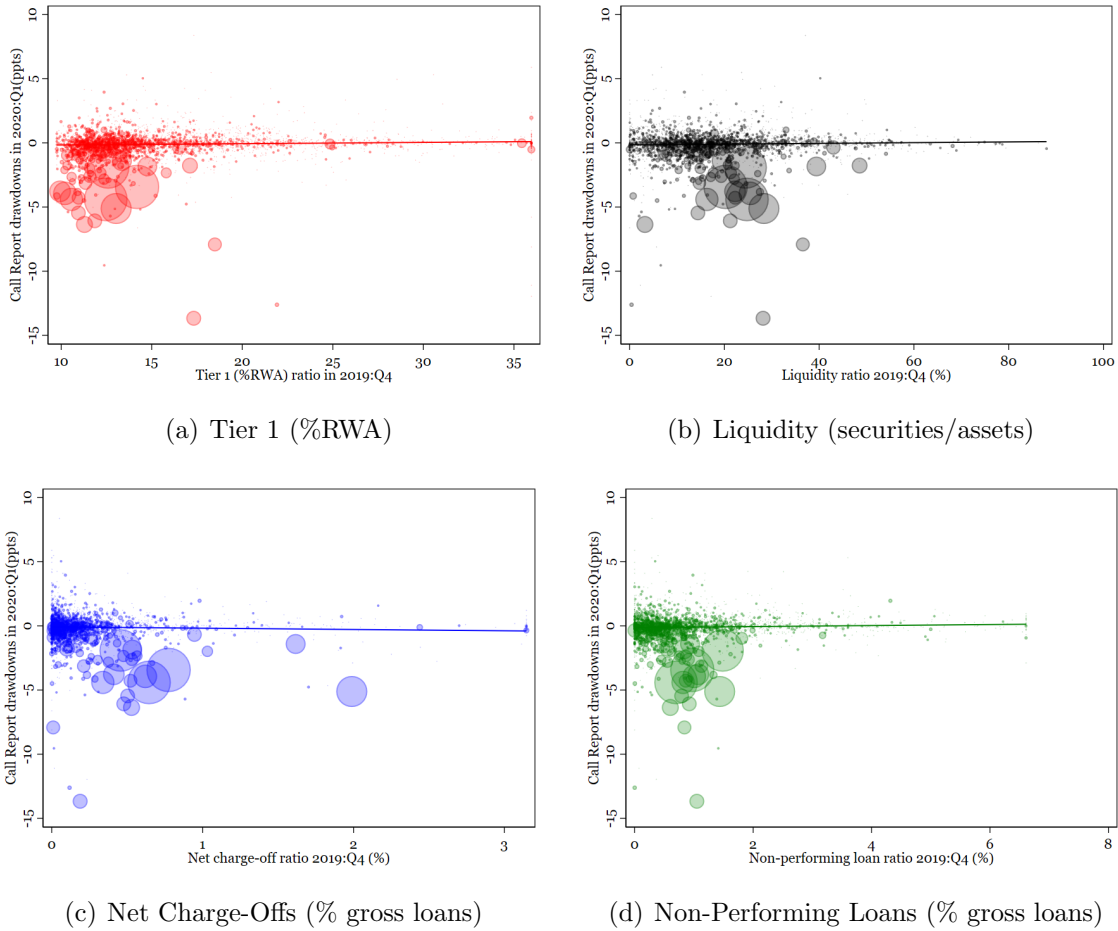 Call Report drawdowns in 2020:Q1(ppts)
10
5
0
-5
-10
-15
10 15 20 25 30 35
Tier 1 (%RWA) ratio in 2019:Q4
(a) Tier 1 (%RWA)
Call Report drawdowns in 2020:Q1(ppts)
10
5
0
-5
-10
-15
0 20 40 60 80 100
Liquidity ratio 2019:Q4 (%)
(b) Liquidity (securities/assets)
Call Report drawdowns in 2020:Q1(ppts)
10
5
0
-5
-10
-15
0 1 2 3
Net charge-off ratio 2019:Q4 (%)
(c) Net Charge-Offs (% gross loans)
Call Report drawdowns in 2020:Q1(ppts)
10
5
0
-5
-10
-15
0 2 4 6 8
Non-performing loan ratio 2019:Q4 (%)
(d) Non-Performing Loans (% gross loans)